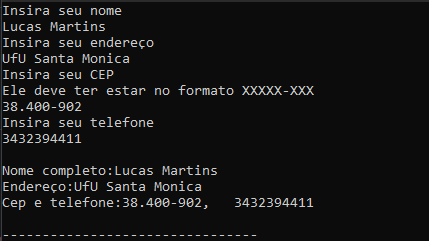 Insira seu nome
Lucas Martins
Insira seu endereço
UfU Santa Monica
Insira seu CEP
Ele deve ter estar no formato XXXXX-XXX
38.400-902
Insira seu telefone
3432394411
Nome completo:Lucas Martins
Endereço:UfU Santa Monica
Cep e telefone:38.400-902,   3432394411
--------------------------------